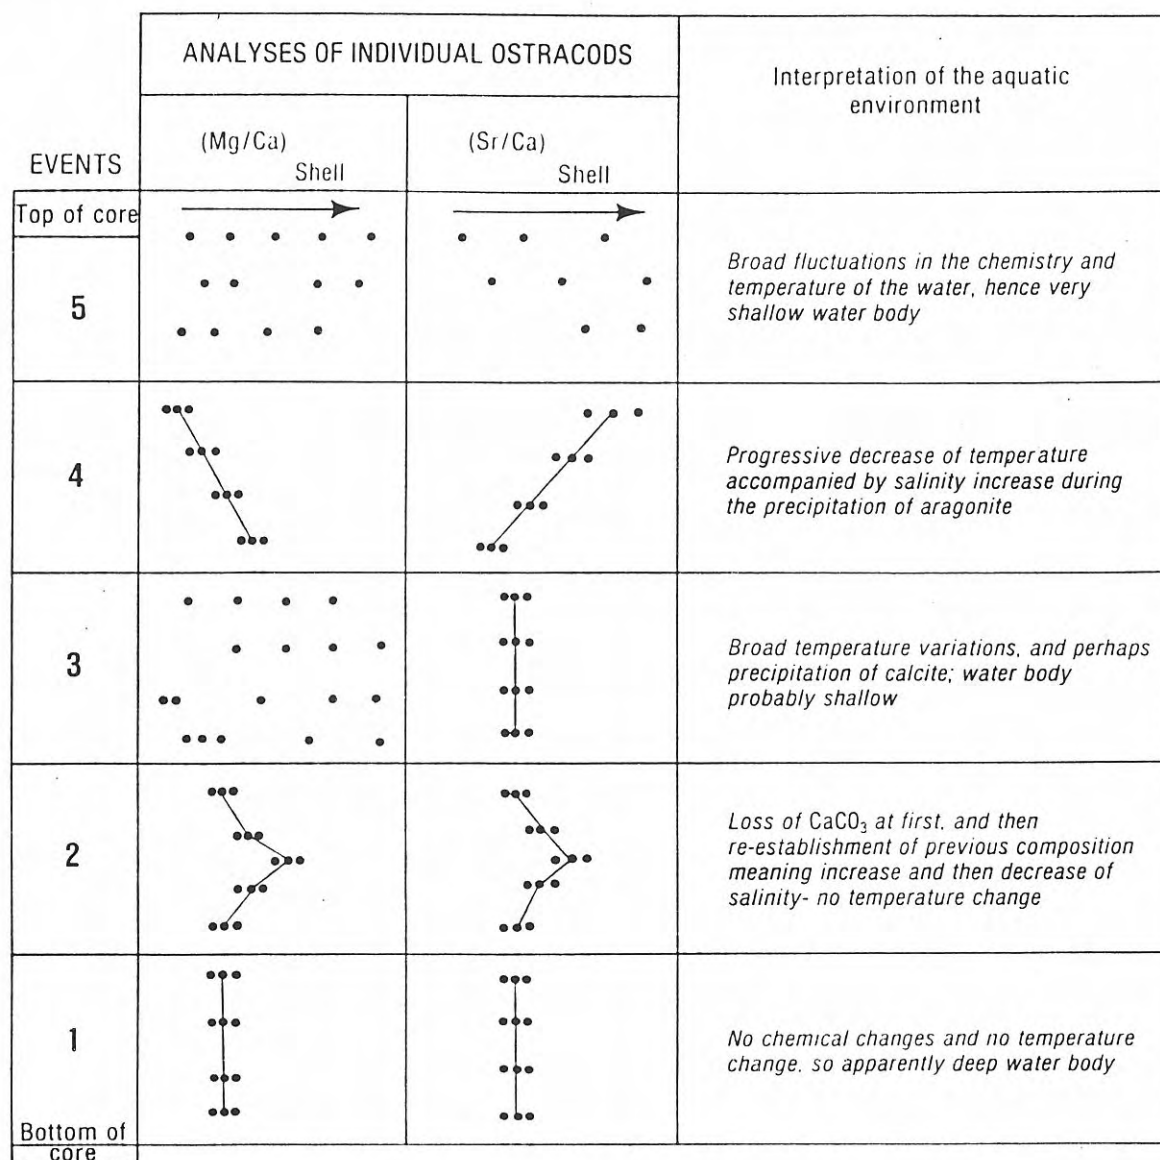 ANALYSES OF INDIVIDUAL OSTRACODS
Interpretation of the aquatic
environment
EVENTS
(Mg/Ca)
Shell
(Sr/Ca)
Shell
Top of core
5
Broad fluctuations in the chemistry and
temperature of the water, hence very
shallow water body
4
Progressive decrease of temperature
accompanied by salinity increase during
the precipitation of aragonite
3
Broad temperature variations, and perhaps
precipitation of calcite; water body
probably shallow
2
Loss of CaCO₃ at first, and then
re-establishment of previous composition
meaning increase and then decrease of
salinity- no temperature change
1
No chemical changes and no temperature
change, so apparently deep water body
Bottom of
core